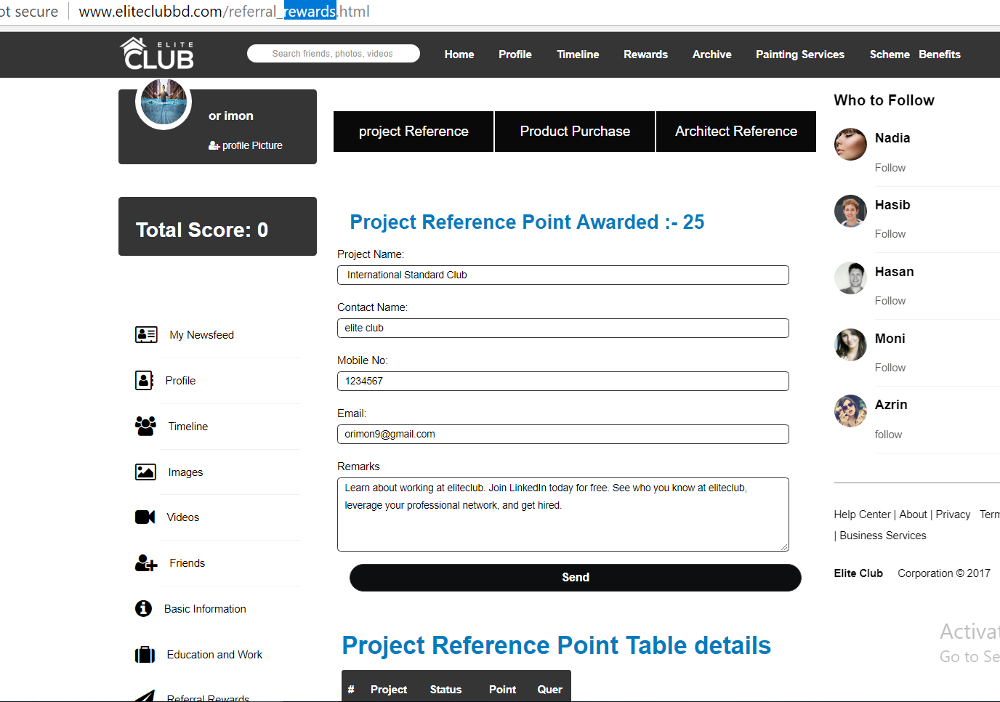 ot secure www.eliteclubbd.com/referral_rewards.html
ELITE
CLUB
Search friends, photos, videos
Home Profile Timeline Rewards Archive Painting Services Scheme Benefits
or imon
profile Picture
Total Score: 0
My Newsfeed
Profile
Timeline
Images
Videos
Friends
Basic Information
Education and Work
Referral Rewards
project Reference Product Purchase Architect Reference
Project Reference Point Awarded :- 25
Project Name:
International Standard Club
Contact Name:
elite club
Mobile No:
1234567
Email:
orimon9@gmail.com
Remarks
Learn about working at eliteclub. Join LinkedIn today for free. See who you know at eliteclub,
leverage your professional network, and get hired.
Send
Project Reference Point Table details
# Project Status Point Quer
Who to Follow
Nadia
Follow
Hasib
Follow
Hasan
Follow
Moni
Follow
Azrin
follow
Help Center | About | Privacy Term
| Business Services
Elite Club Corporation © 2017
Activat
Go to Se